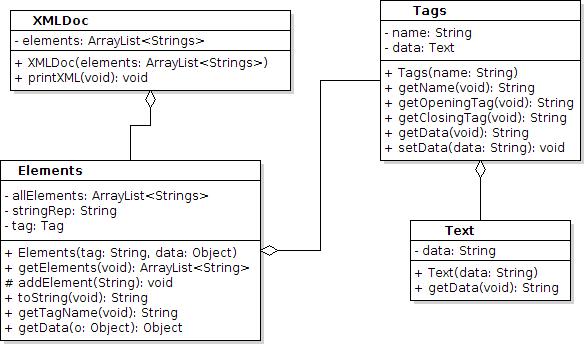 XMLDoc
- elements: ArrayList<Strings>
+ XMLDoc(elements: ArrayList<Strings>)
+ printXML(void): void
Tags
- name: String
- data: Text
+ Tags(name: String)
+ getName(void): String
+ getOpeningTag(void): String
+ getClosingTag(void): String
+ getData(void): String
+ setData(data: String): void
Elements
- allElements: ArrayList<Strings>
- stringRep: String
- tag: Tag
+ Elements(tag: String, data: Object)
+ getElements(void): ArrayList<String>
# addElement(String): void
+ toString(void): String
+ getTagName(void): String
+ getData(o: Object): Object
Text
- data: String
+ Text(data: String)
+ getData(void): String